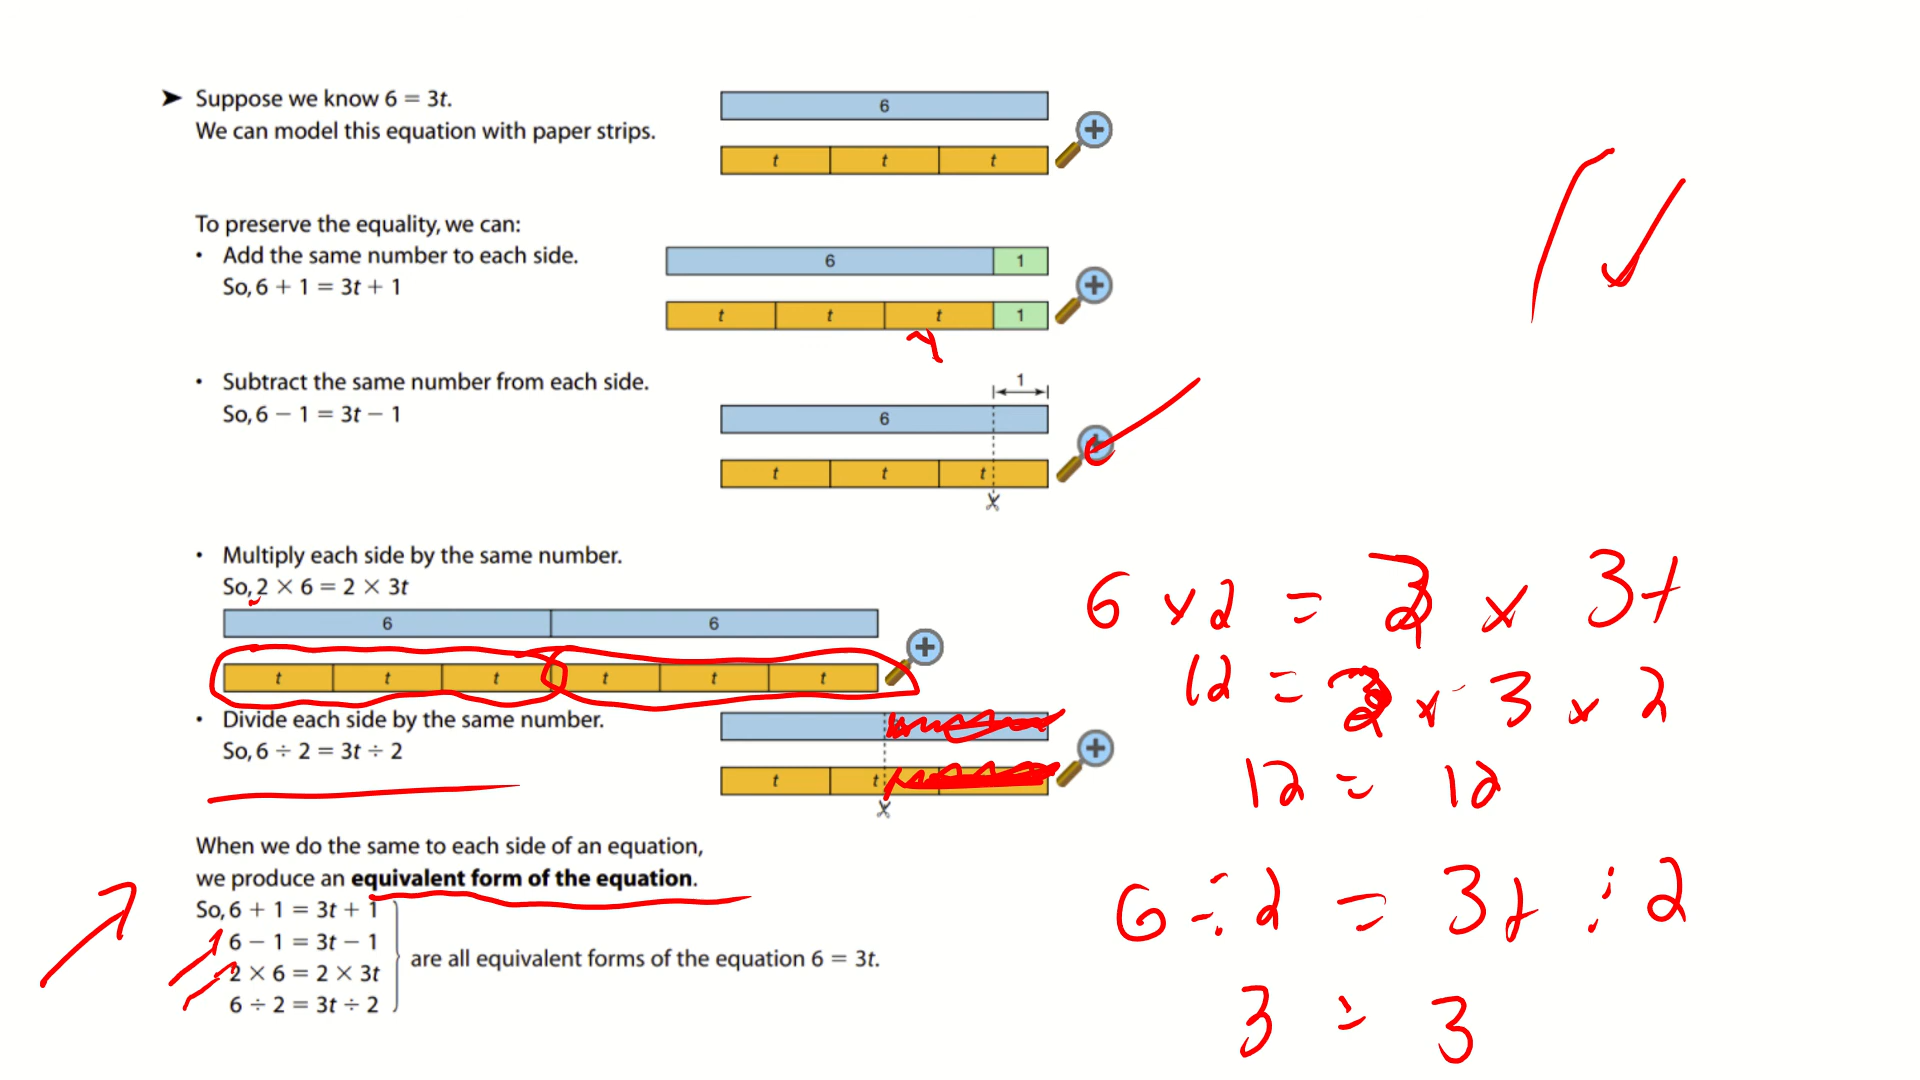 ➤ Suppose we know 6 = 3t.
We can model this equation with paper strips.
6
t t t
To preserve the equality, we can:
• Add the same number to each side.
So, 6 + 1 = 3t + 1
6 1
t t t 1
• Subtract the same number from each side.
So, 6 − 1 = 3t − 1
1
6
t t t
• Multiply each side by the same number.
So, 2 × 6 = 2 × 3t
6 6
t t t t t t
• Divide each side by the same number.
So, 6 ÷ 2 = 3t ÷ 2
t t
When we do the same to each side of an equation,
we produce an equivalent form of the equation.
So, 6 + 1 = 3t + 1
6 − 1 = 3t − 1
2 × 6 = 2 × 3t
6 ÷ 2 = 3t ÷ 2
are all equivalent forms of the equation 6 = 3t.
6 × 2 = 2 × 3t
12 = 2 × 3 × 2
12 = 12
6 ÷ 2 = 3t ÷ 2
3 = 3